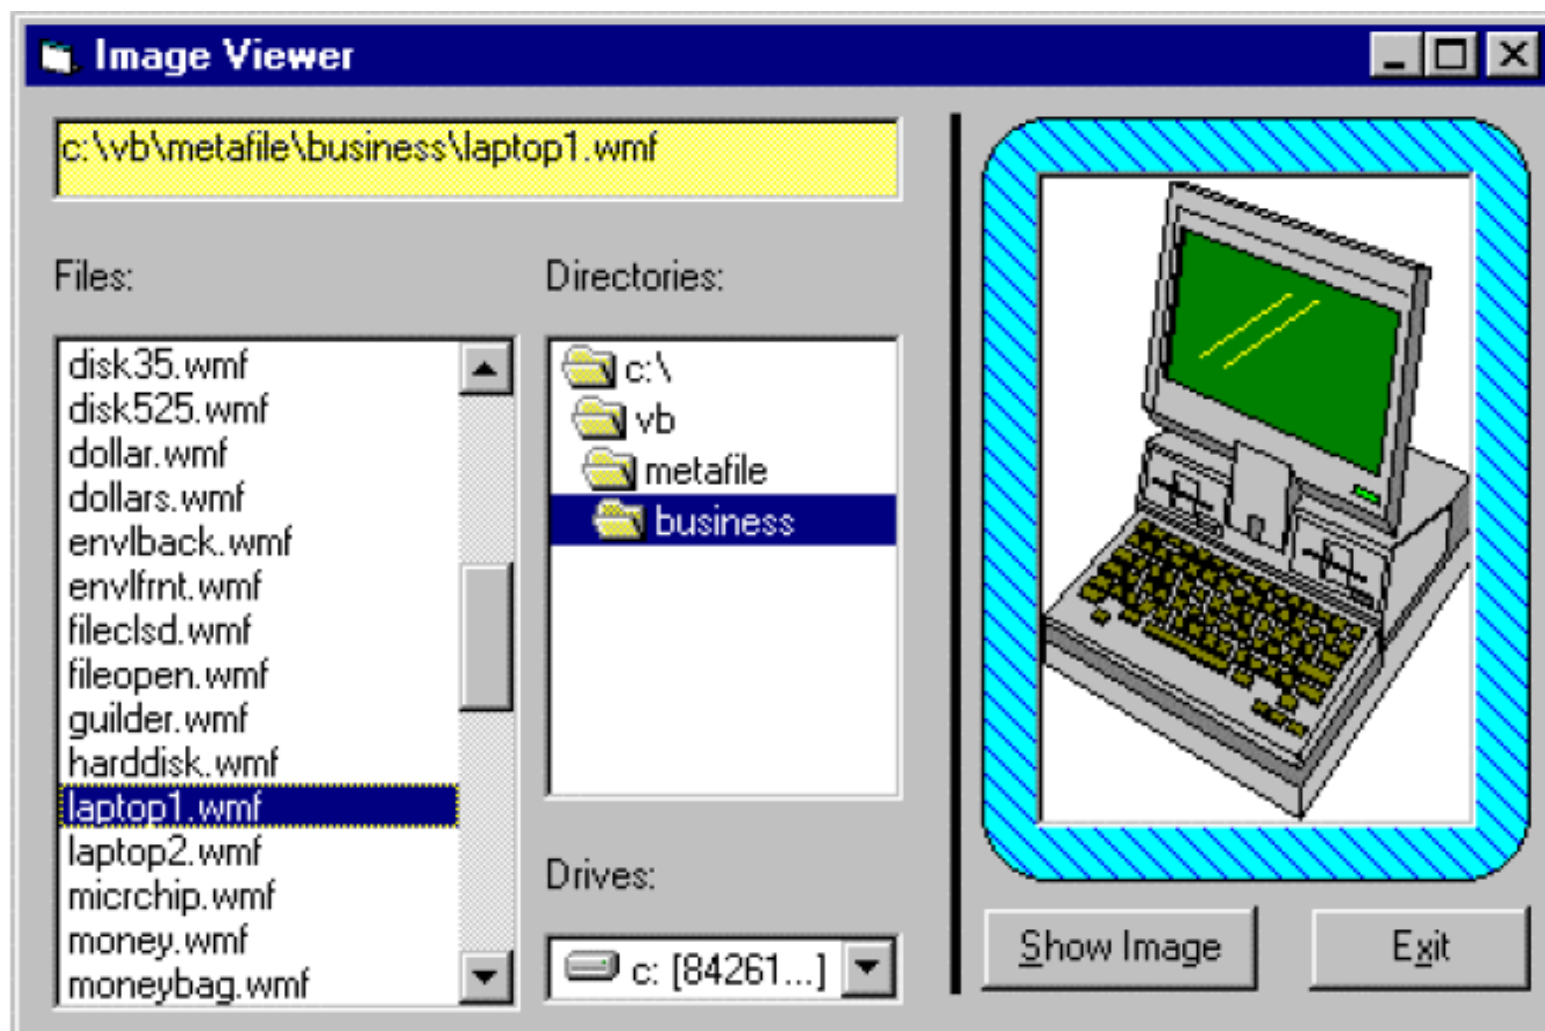 Image Viewer
c:\vb\metafile\business\laptop1.wmf
Files:
disk35.wmf
disk525.wmf
dollar.wmf
dollars.wmf
envlback.wmf
envlfrnt.wmf
fileclsd.wmf
fileopen.wmf
guilder.wmf
harddisk.wmf
laptop1.wmf
laptop2.wmf
micrchip.wmf
money.wmf
moneybag.wmf
Directories:
c:\
vb
metafile
business
Drives:
c: [84261...]
Show Image
Exit